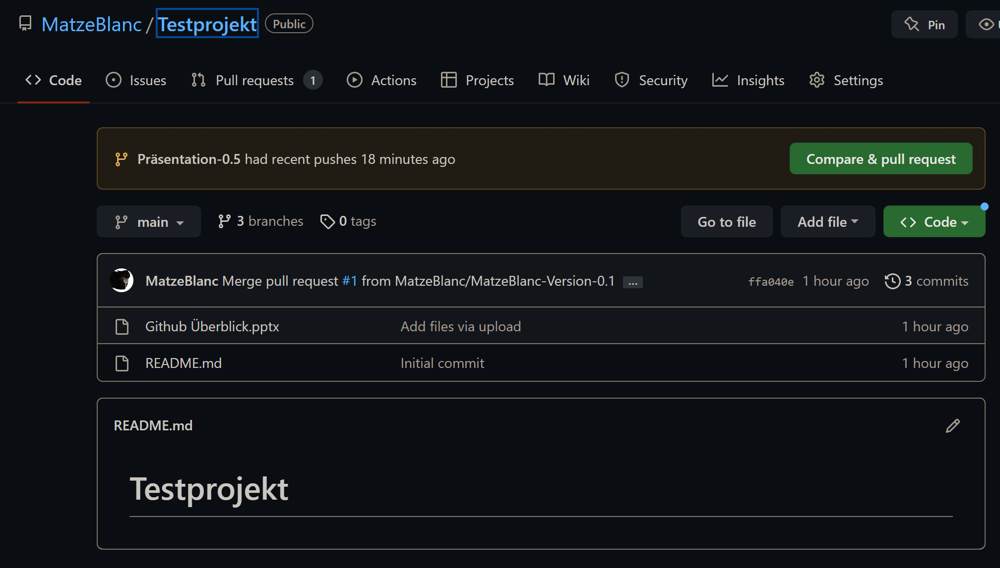 MatzeBlanc / Testprojekt Public Pin
Code Issues Pull requests 1 Actions Projects Wiki Security Insights Settings
Präsentation-0.5 had recent pushes 18 minutes ago Compare & pull request
main 3 branches 0 tags Go to file Add file Code
MatzeBlanc Merge pull request #1 from MatzeBlanc/MatzeBlanc-Version-0.1 ... ffa040e 1 hour ago 3 commits
Github Überblick.pptx Add files via upload 1 hour ago
README.md Initial commit 1 hour ago
README.md
Testprojekt